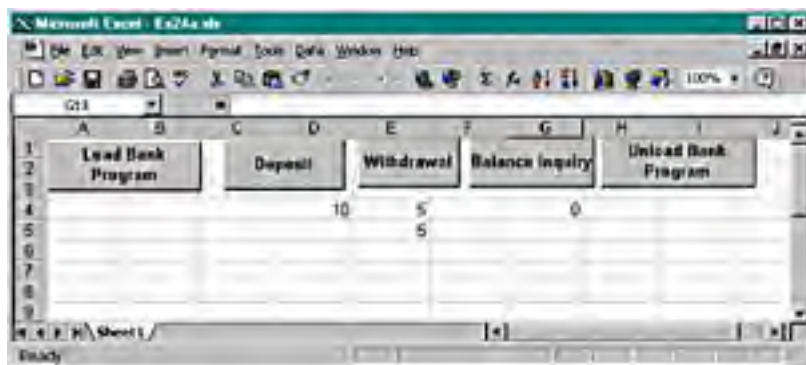 Microsoft Excel - Ex24a.xls
File Edit View Insert Format Tools Data Window Help
100%
G13 =
A B C D E F G H I J
1 Load Bank Program Deposit Withdrawal Balance Inquiry Unload Bank Program
2
3
4 10 5 0
5 5
6
7
8
9
Sheet1
Ready